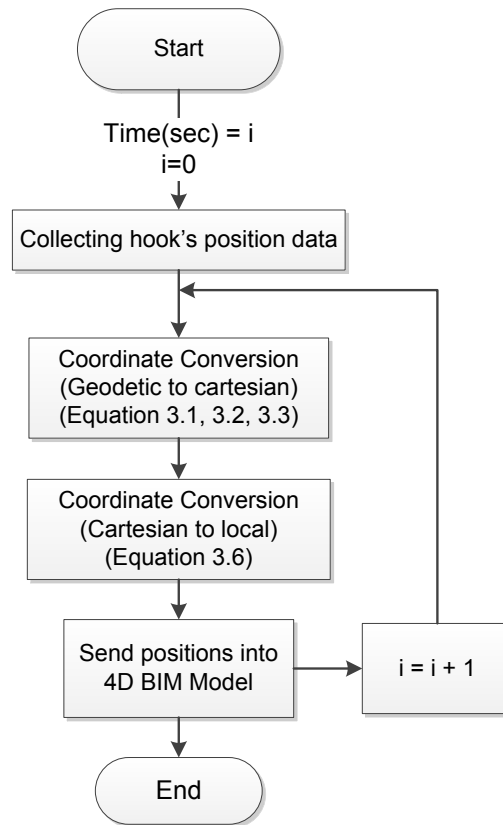 Start
Time(sec) = i
i=0
Collecting hook's position data
Coordinate Conversion
(Geodetic to cartesian)
(Equation 3.1, 3.2, 3.3)
Coordinate Conversion
(Cartesian to local)
(Equation 3.6)
Send positions into
4D BIM Model
i = i + 1
End